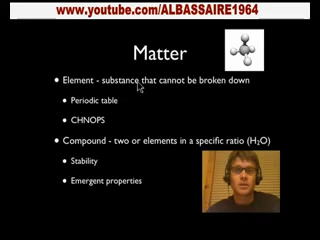 www.youtube.com/ALBASSAIRE1964
Matter
• Element - substance that cannot be broken down
• Periodic table
• CHNOPS
• Compound - two or elements in a specific ratio (H₂O)
• Stability
• Emergent properties